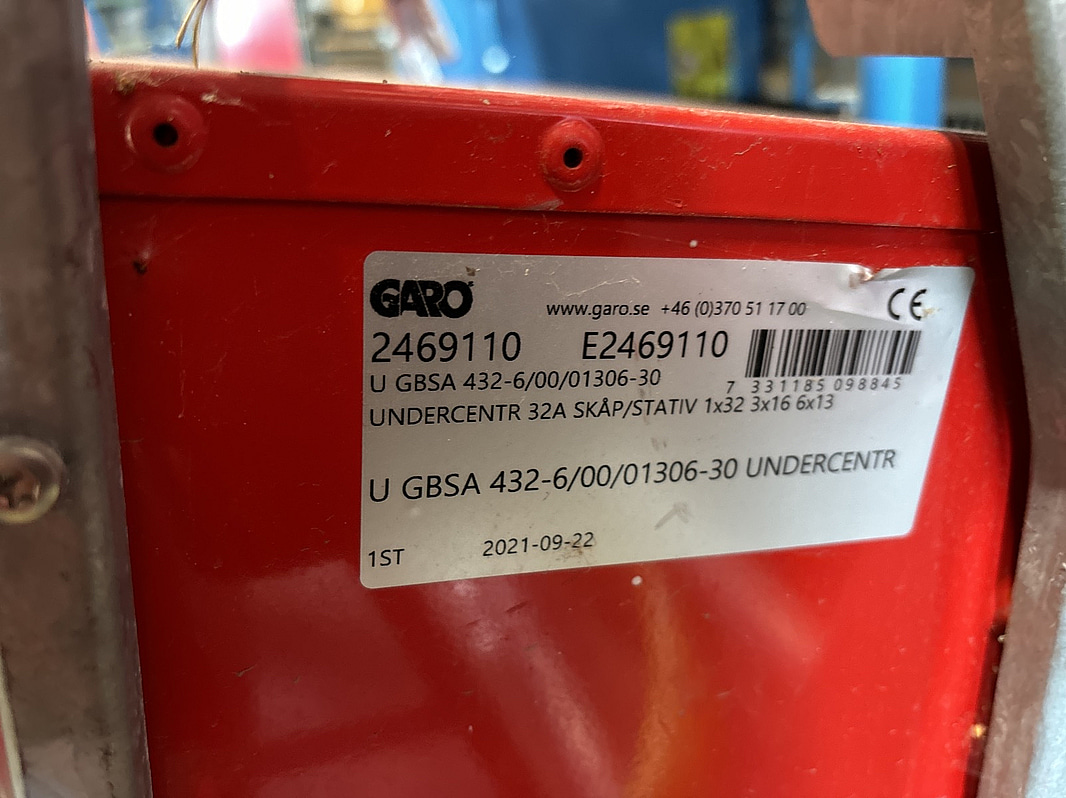 GARO
www.garo.se +46 (0)370 51 17 00 CE
2469110 E2469110
U GBSA 432-6/00/01306-30
7 331185 098845
UNDERCENTR 32A SKÅP/STATIV 1x32 3x16 6x13
U GBSA 432-6/00/01306-30 UNDERCENTR
1ST 2021-09-22